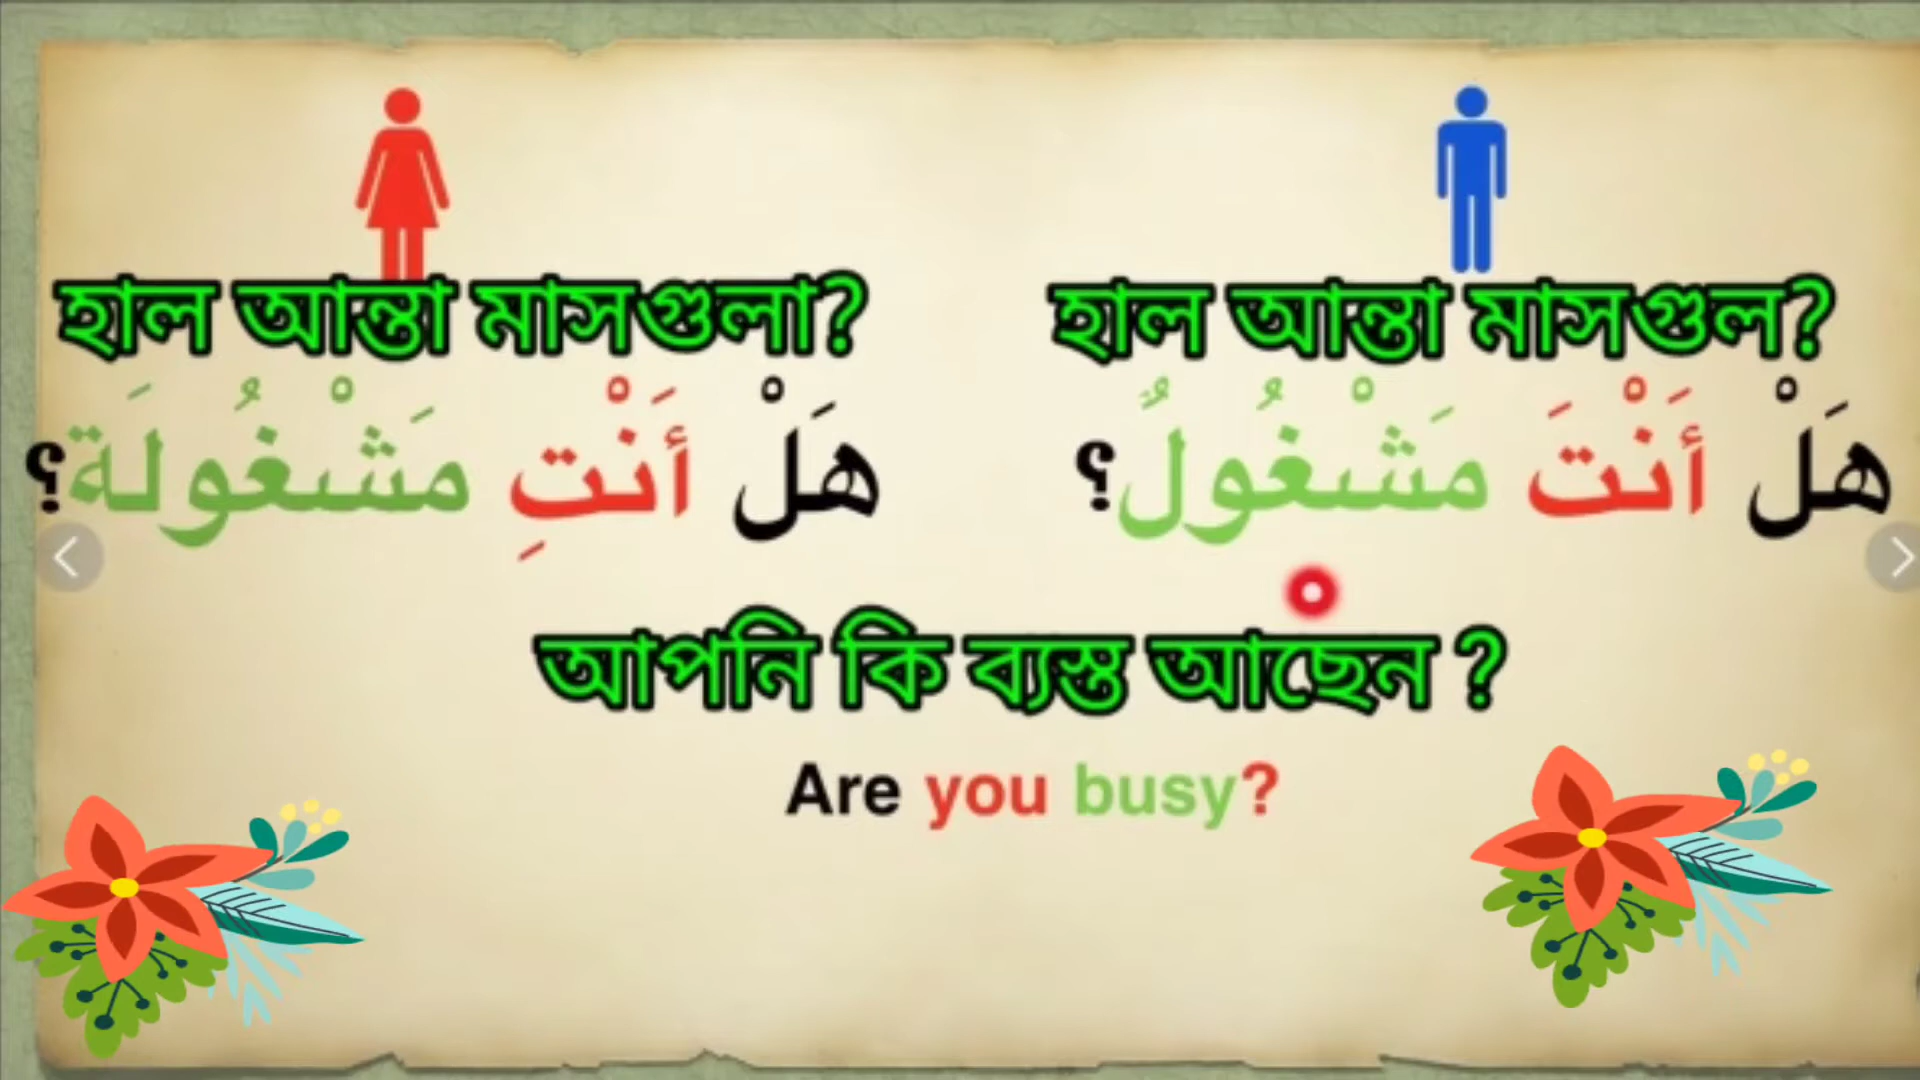 হাল আন্তা মাসগুলা?
هَلْ أَنْتِ مَشْغُولَة؟
হাল আন্তা মাসগুল?
هَلْ أَنْتَ مَشْغُولٌ؟
আপনি কি ব্যস্ত আছেন ?
Are you busy?